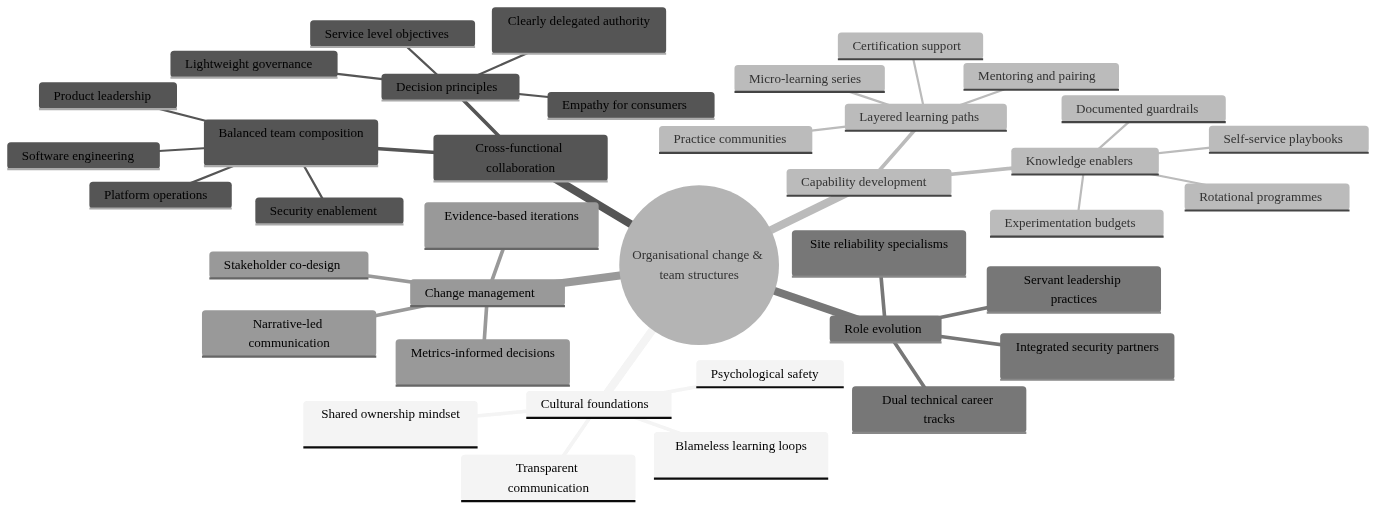 Organisational change &
team structures
Cross-functional
collaboration
Decision principles
Service level objectives
Clearly delegated authority
Lightweight governance
Empathy for consumers
Balanced team composition
Product leadership
Software engineering
Platform operations
Security enablement
Capability development
Layered learning paths
Certification support
Micro-learning series
Mentoring and pairing
Practice communities
Knowledge enablers
Documented guardrails
Self-service playbooks
Rotational programmes
Experimentation budgets
Change management
Evidence-based iterations
Stakeholder co-design
Narrative-led
communication
Metrics-informed decisions
Role evolution
Site reliability specialisms
Servant leadership
practices
Integrated security partners
Dual technical career
tracks
Cultural foundations
Psychological safety
Shared ownership mindset
Blameless learning loops
Transparent
communication